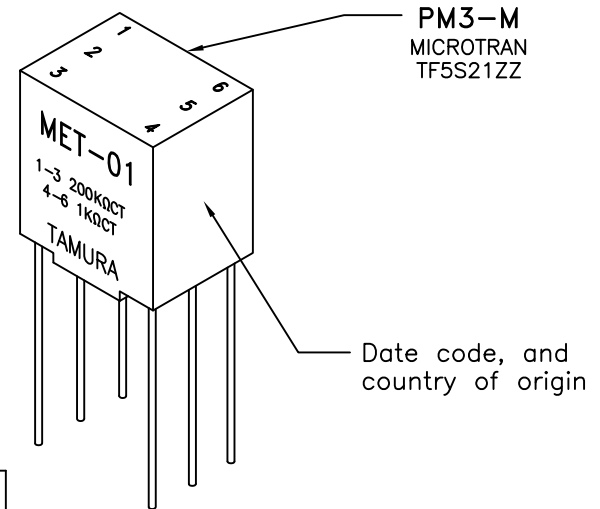 PM3-M
MICROTRAN
TF5S21ZZ
1
2
3
6
5
4
MET-01
1-3 200KΩCT
4-6 1KΩCT
TAMURA
Date code, and
country of origin